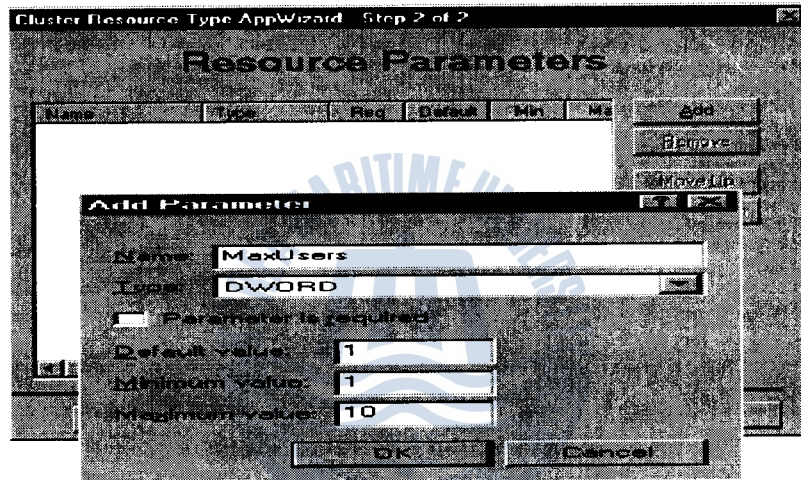 Cluster Resource Type AppWizard Step 2 of 2
Resource Parameters
Name Type Req Default Min Ma
Add
Remove
Move Up
MARITIME
Add Parameter
Name: MaxUsers
Type: DWORD
Parameter is required
Default value: 1
Minimum value: 1
Maximum value: 10
OK Cancel